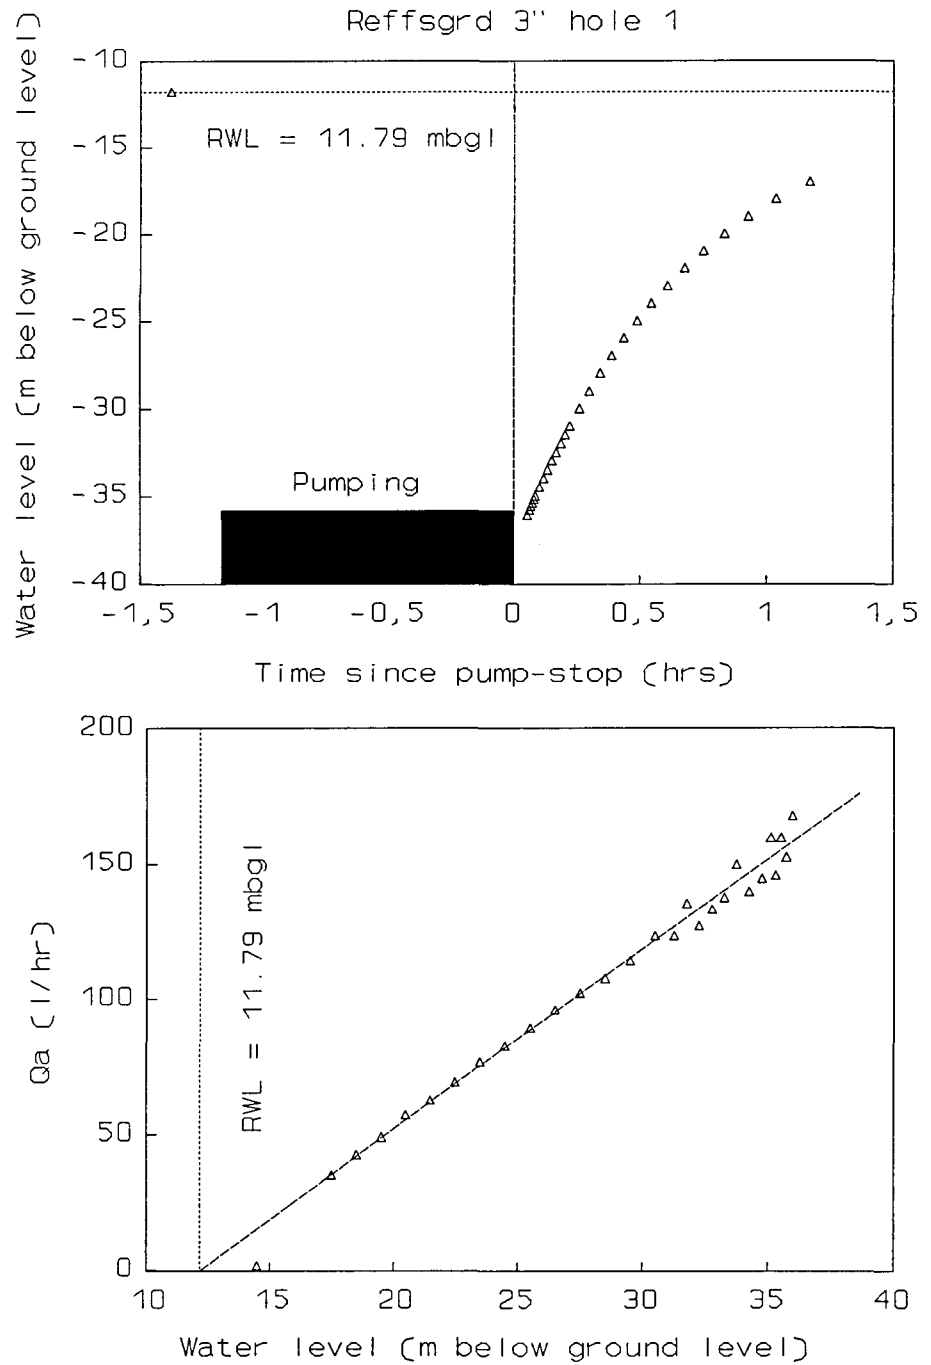 Reffsgrd 3" hole 1
Water level (m below ground level)
-10
-15
-20
-25
-30
-35
-40
RWL = 11.79 mbgl
Pumping
-1,5 -1 -0,5 0 0,5 1 1,5
Time since pump-stop (hrs)
Qa (l/hr)
200
150
100
50
0
RWL = 11.79 mbgl
10 15 20 25 30 35 40
Water level (m below ground level)